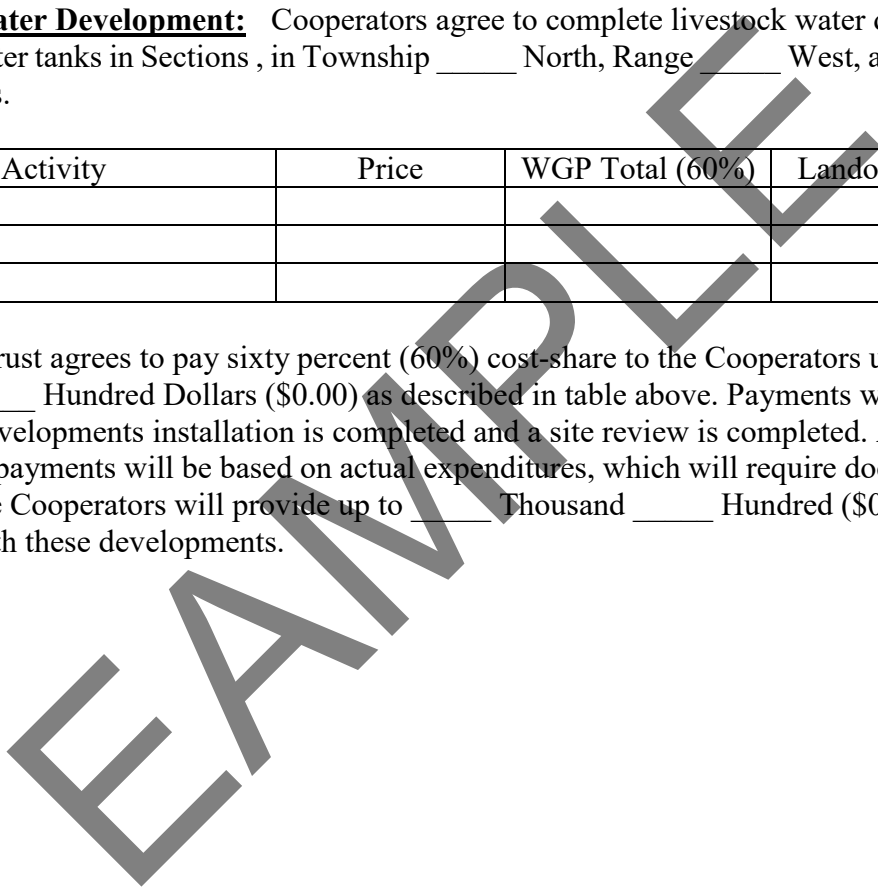 ater Development: Cooperators agree to complete livestock water
ter tanks in Sections , in Township _____ North, Range _____ West, a
s.
Activity Price WGP Total (60%) Lando
rust agrees to pay sixty percent (60%) cost-share to the Cooperators u
__ Hundred Dollars ($0.00) as described in table above. Payments w
velopments installation is completed and a site review is completed.
payments will be based on actual expenditures, which will require do
e Cooperators will provide up to _____ Thousand _____ Hundred ($0
th these developments.
EAMPLE